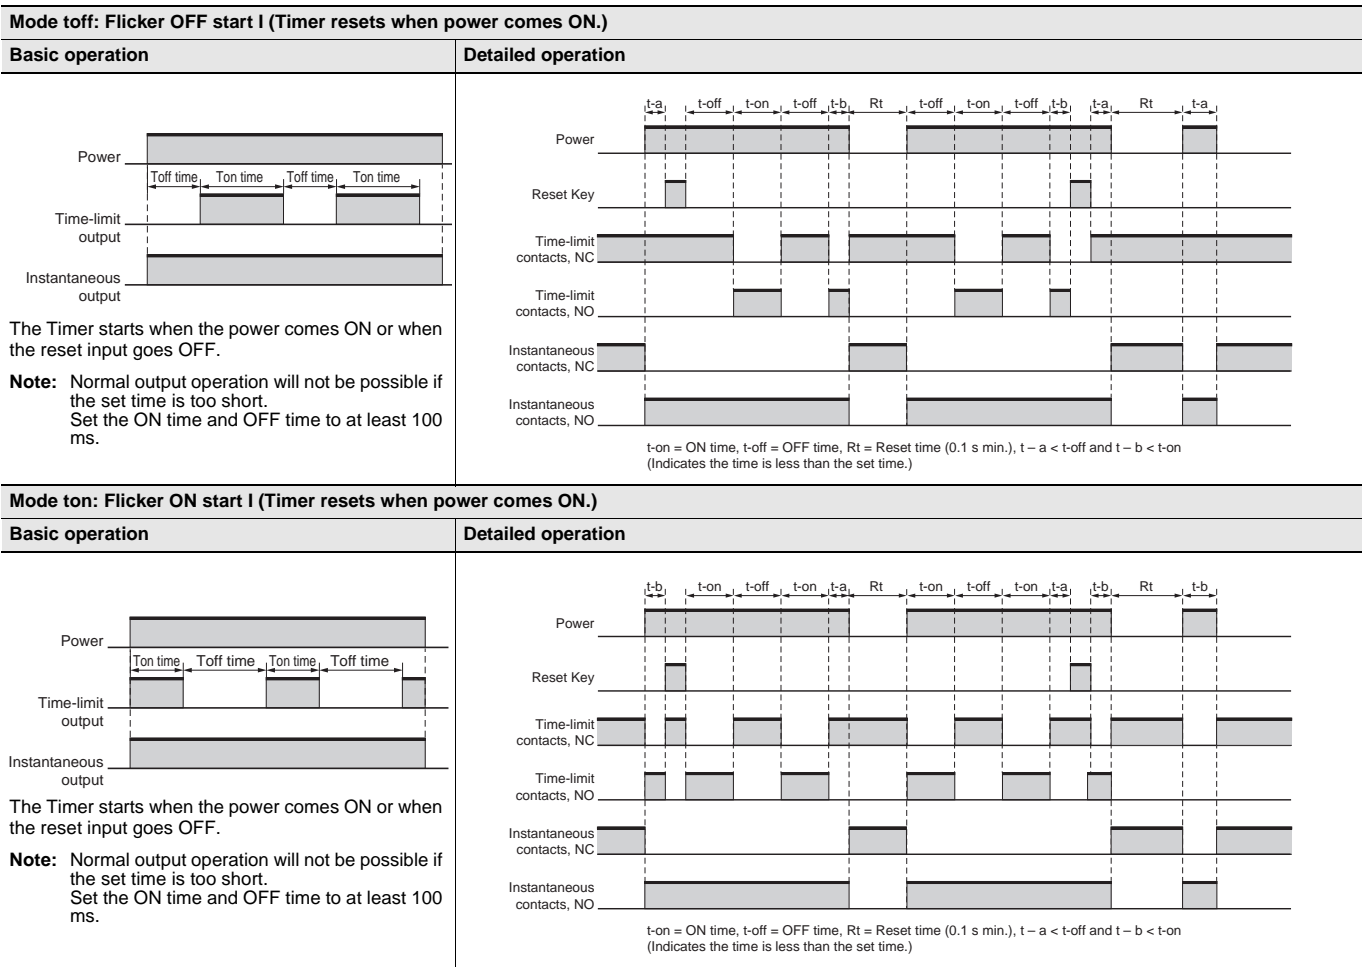 Mode toff: Flicker OFF start I (Timer resets when power comes ON.)
Basic operation
Detailed operation
Power
Toff time
Ton time
Toff time
Ton time
Time-limit
output
Instantaneous
output
The Timer starts when the power comes ON or when
the reset input goes OFF.
Note: Normal output operation will not be possible if
the set time is too short.
Set the ON time and OFF time to at least 100
ms.
t-a t-off t-on t-off t-b Rt t-off t-on t-off t-b t-a Rt t-a
Power
Reset Key
Time-limit
contacts, NC
Time-limit
contacts, NO
Instantaneous
contacts, NC
Instantaneous
contacts, NO
t-on = ON time, t-off = OFF time, Rt = Reset time (0.1 s min.), t – a < t-off and t – b < t-on
(Indicates the time is less than the set time.)
Mode ton: Flicker ON start I (Timer resets when power comes ON.)
Basic operation
Detailed operation
Power
Ton time
Toff time
Ton time
Toff time
Time-limit
output
Instantaneous
output
The Timer starts when the power comes ON or when
the reset input goes OFF.
Note: Normal output operation will not be possible if
the set time is too short.
Set the ON time and OFF time to at least 100
ms.
t-b t-on t-off t-on t-a Rt t-on t-off t-on t-a t-b Rt t-b
Power
Reset Key
Time-limit
contacts, NC
Time-limit
contacts, NO
Instantaneous
contacts, NC
Instantaneous
contacts, NO
t-on = ON time, t-off = OFF time, Rt = Reset time (0.1 s min.), t – a < t-off and t – b < t-on
(Indicates the time is less than the set time.)